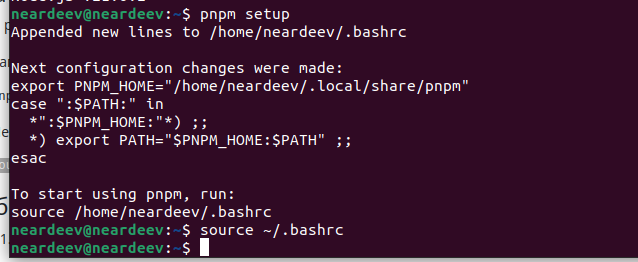 neardeev@neardeev:~$ pnpm setup
Appended new lines to /home/neardeev/.bashrc

Next configuration changes were made:
export PNPM_HOME="/home/neardeev/.local/share/pnpm"
case ":$PATH:" in
  *":$PNPM_HOME:"*) ;;
  *) export PATH="$PNPM_HOME:$PATH" ;;
esac

To start using pnpm, run:
source /home/neardeev/.bashrc
neardeev@neardeev:~$ source ~/.bashrc
neardeev@neardeev:~$